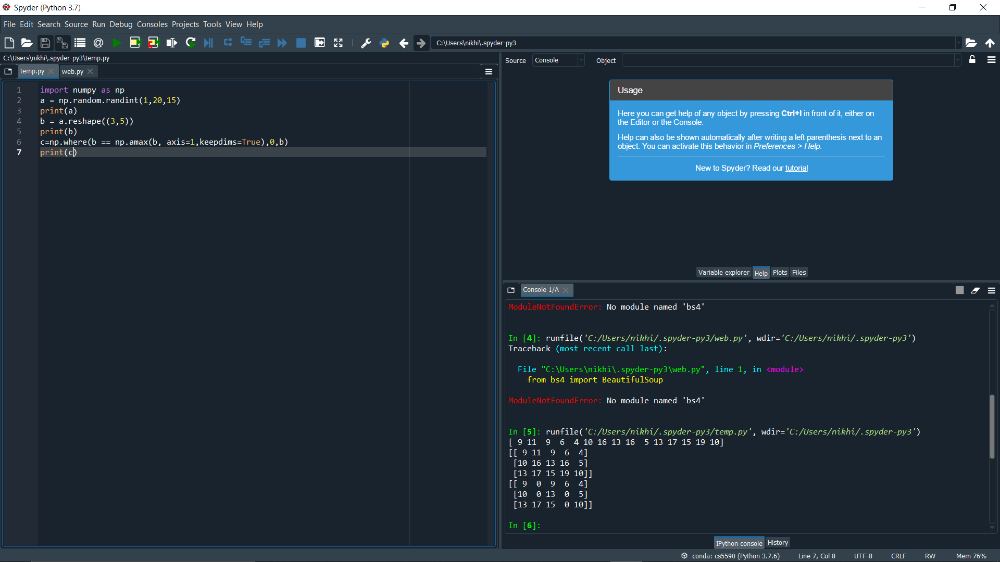 Spyder (Python 3.7)
File Edit Search Source Run Debug Consoles Projects Tools View Help
C:\Users\nikhi\.spyder-py3
C:\Users\nikhi\.spyder-py3\temp.py
temp.py web.py
1 import numpy as np
2 a = np.random.randint(1,20,15)
3 print(a)
4 b = a.reshape((3,5))
5 print(b)
6 c=np.where(b == np.amax(b, axis=1,keepdims=True),0,b)
7 print(c)
Source Console Object
Usage
Here you can get help of any object by pressing Ctrl+I in front of it, either on
the Editor or the Console.
Help can also be shown automatically after writing a left parenthesis next to an
object. You can activate this behavior in Preferences > Help.
New to Spyder? Read our tutorial
Variable explorer Help Plots Files
Console 1/A
ModuleNotFoundError: No module named 'bs4'
In [4]: runfile('C:/Users/nikhi/.spyder-py3/web.py', wdir='C:/Users/nikhi/.spyder-py3')
Traceback (most recent call last):
File "C:\Users\nikhi\.spyder-py3\web.py", line 1, in <module>
from bs4 import BeautifulSoup
ModuleNotFoundError: No module named 'bs4'
In [5]: runfile('C:/Users/nikhi/.spyder-py3/temp.py', wdir='C:/Users/nikhi/.spyder-py3')
[ 9 11  9  6  4 10 16 13 16  5 13 17 15 19 10]
[[ 9 11  9  6  4]
[10 16 13 16  5]
[13 17 15 19 10]]
[[ 9  0  9  6  4]
[10  0 13  0  5]
[13 17 15  0 10]]
In [6]:
IPython console History
conda: cs5590 (Python 3.7.6) Line 7, Col 8 UTF-8 CRLF RW Mem 76%